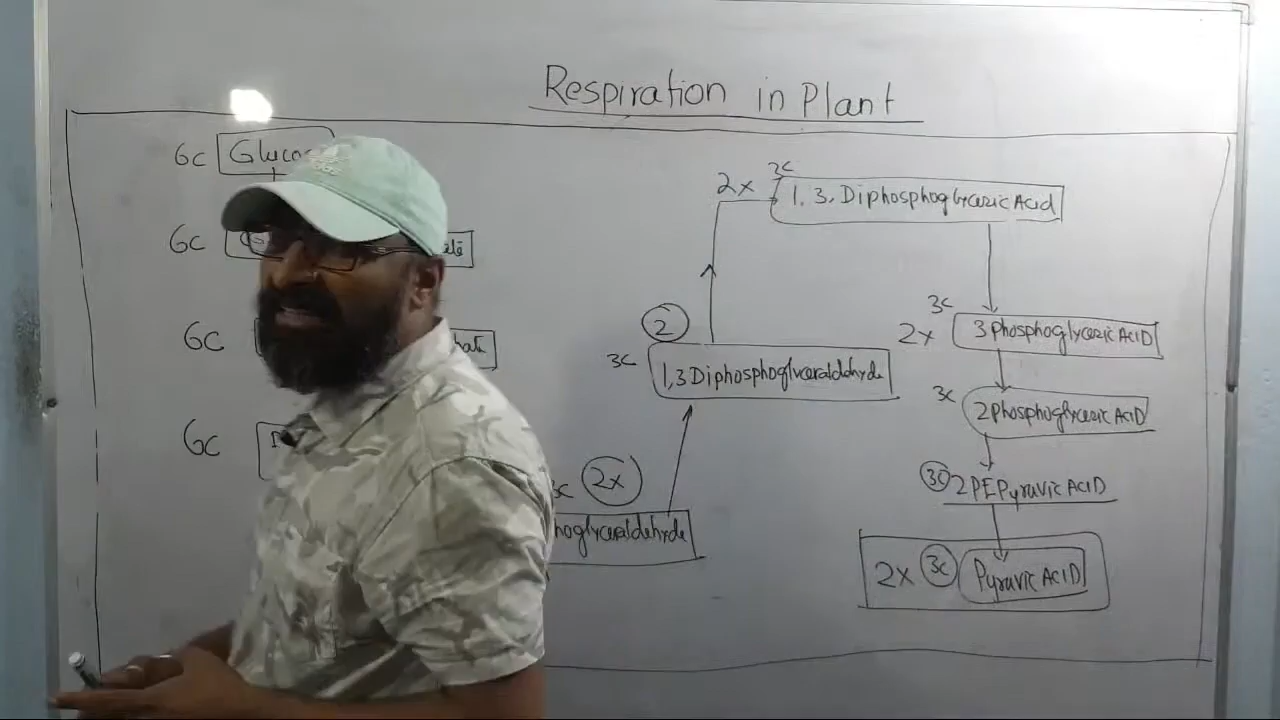 Respiration in Plant
6C
6C
6C
6C
3C
2x
1, 3, Diphosphoglyceric Acid
2
3C
1,3 Diphosphoglyceraldehyde
2x
3C
2x
3 Phosphoglyceric ACID
3C
2 Phosphoglyceric ACID
3C 2 PEPyruvic ACID
2x 3C Pyruvic ACID